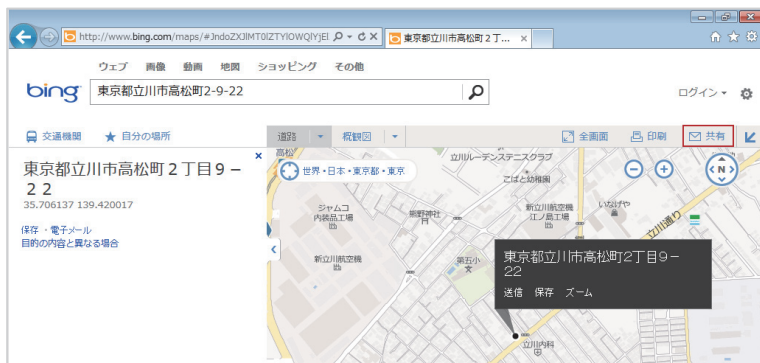 http://www.bing.com/maps/#JndoZXJlMT0lZTYlOWQlYjEl
東京都立川市高松町２丁...
ウェブ 画像 動画 地図 ショッピング その他
bing
東京都立川市高松町2-9-22
ログイン
交通機関 自分の場所
道路 概観図 全画面 印刷 共有
東京都立川市高松町２丁目９－２２
35.706137 139.420017
保存・電子メール
目的の内容と異なる場合
高松
世界・日本・東京都・東京
立川ルーデンステニスクラブ
こばと幼稚園
N
ジャムコ
内装品工場
熊野神社
新立川航空機
江ノ島工場
いなげや
立川通り
新立川航空機
第五小
文
東京都立川市高松町2丁目9－
22
送信 保存 ズーム
立川内科